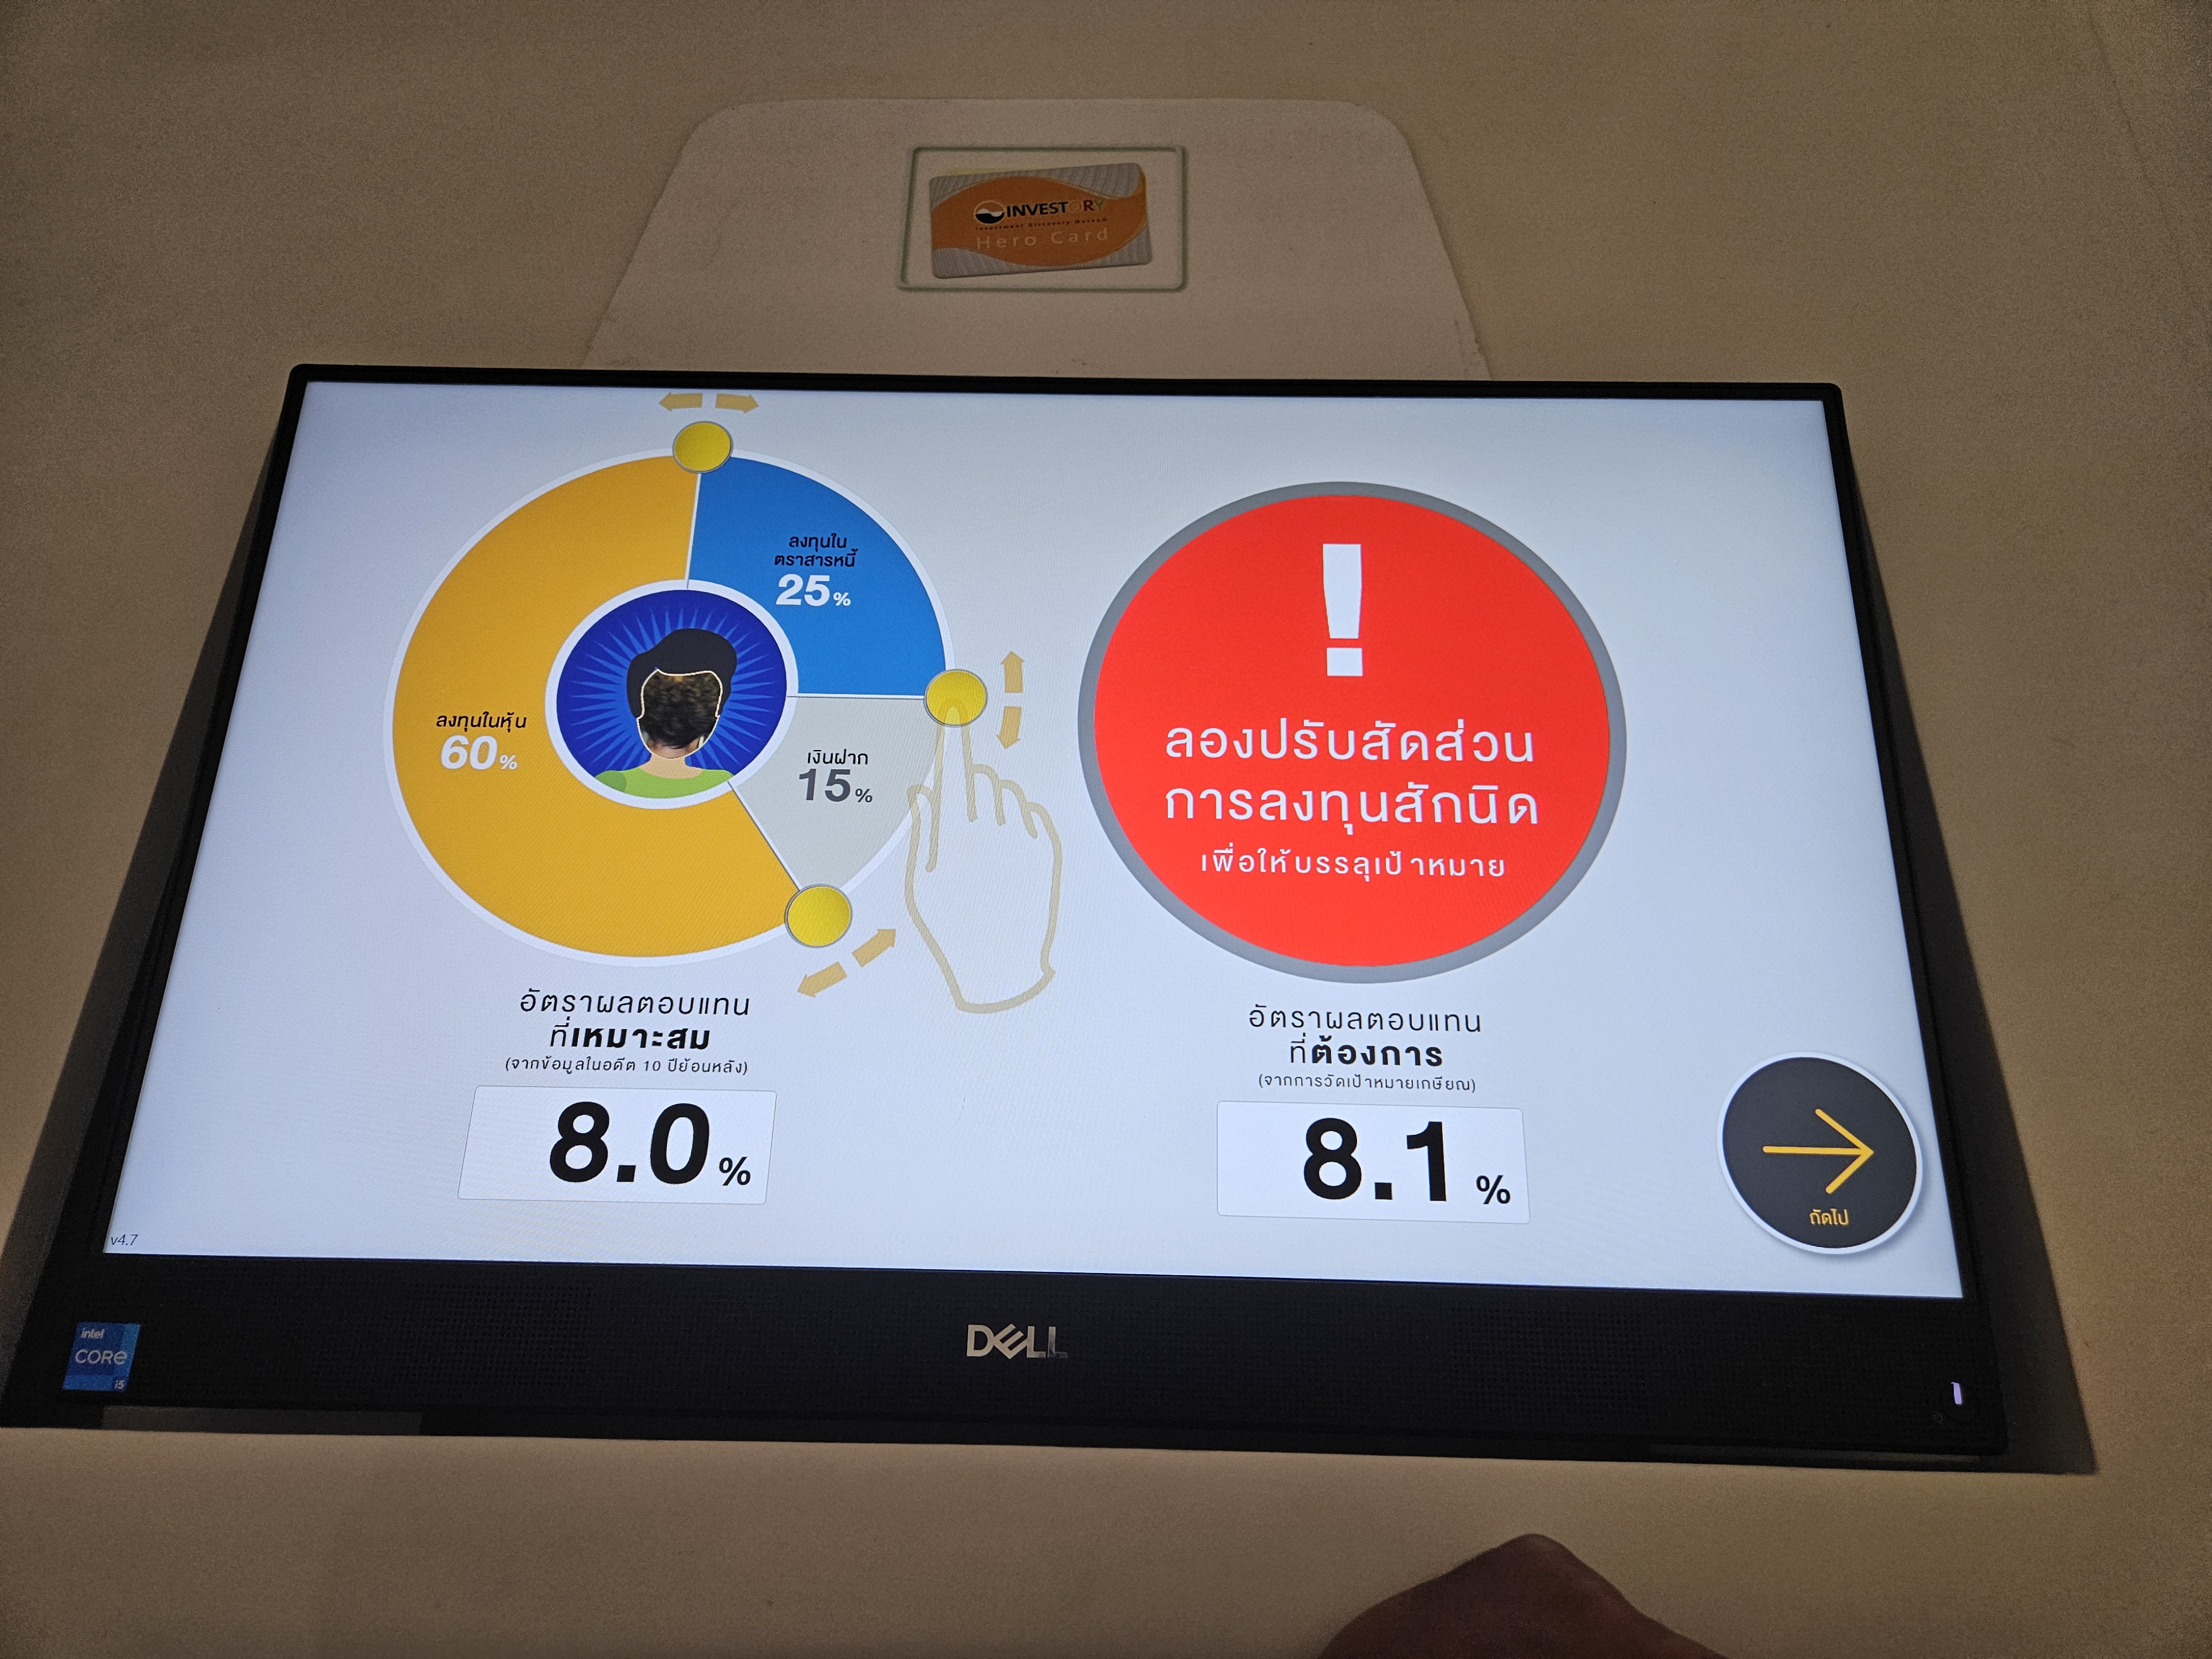 INVESTORY
Investment Discovery Museum
Hero Card
ลงทุนใน
ตราสารหนี้
25%
ลงทุนในหุ้น
60%
เงินฝาก
15%
!
ลองปรับสัดส่วน
การลงทุนสักนิด
เพื่อให้บรรลุเป้าหมาย
อัตราผลตอบแทน
ที่เหมาะสม
(จากข้อมูลในอดีต 10 ปีย้อนหลัง)
8.0%
อัตราผลตอบแทน
ที่ต้องการ
(จากการวัดเป้าหมายเกษียณ)
8.1%
ถัดไป
v4.7
intel
CORE
i5
DELL